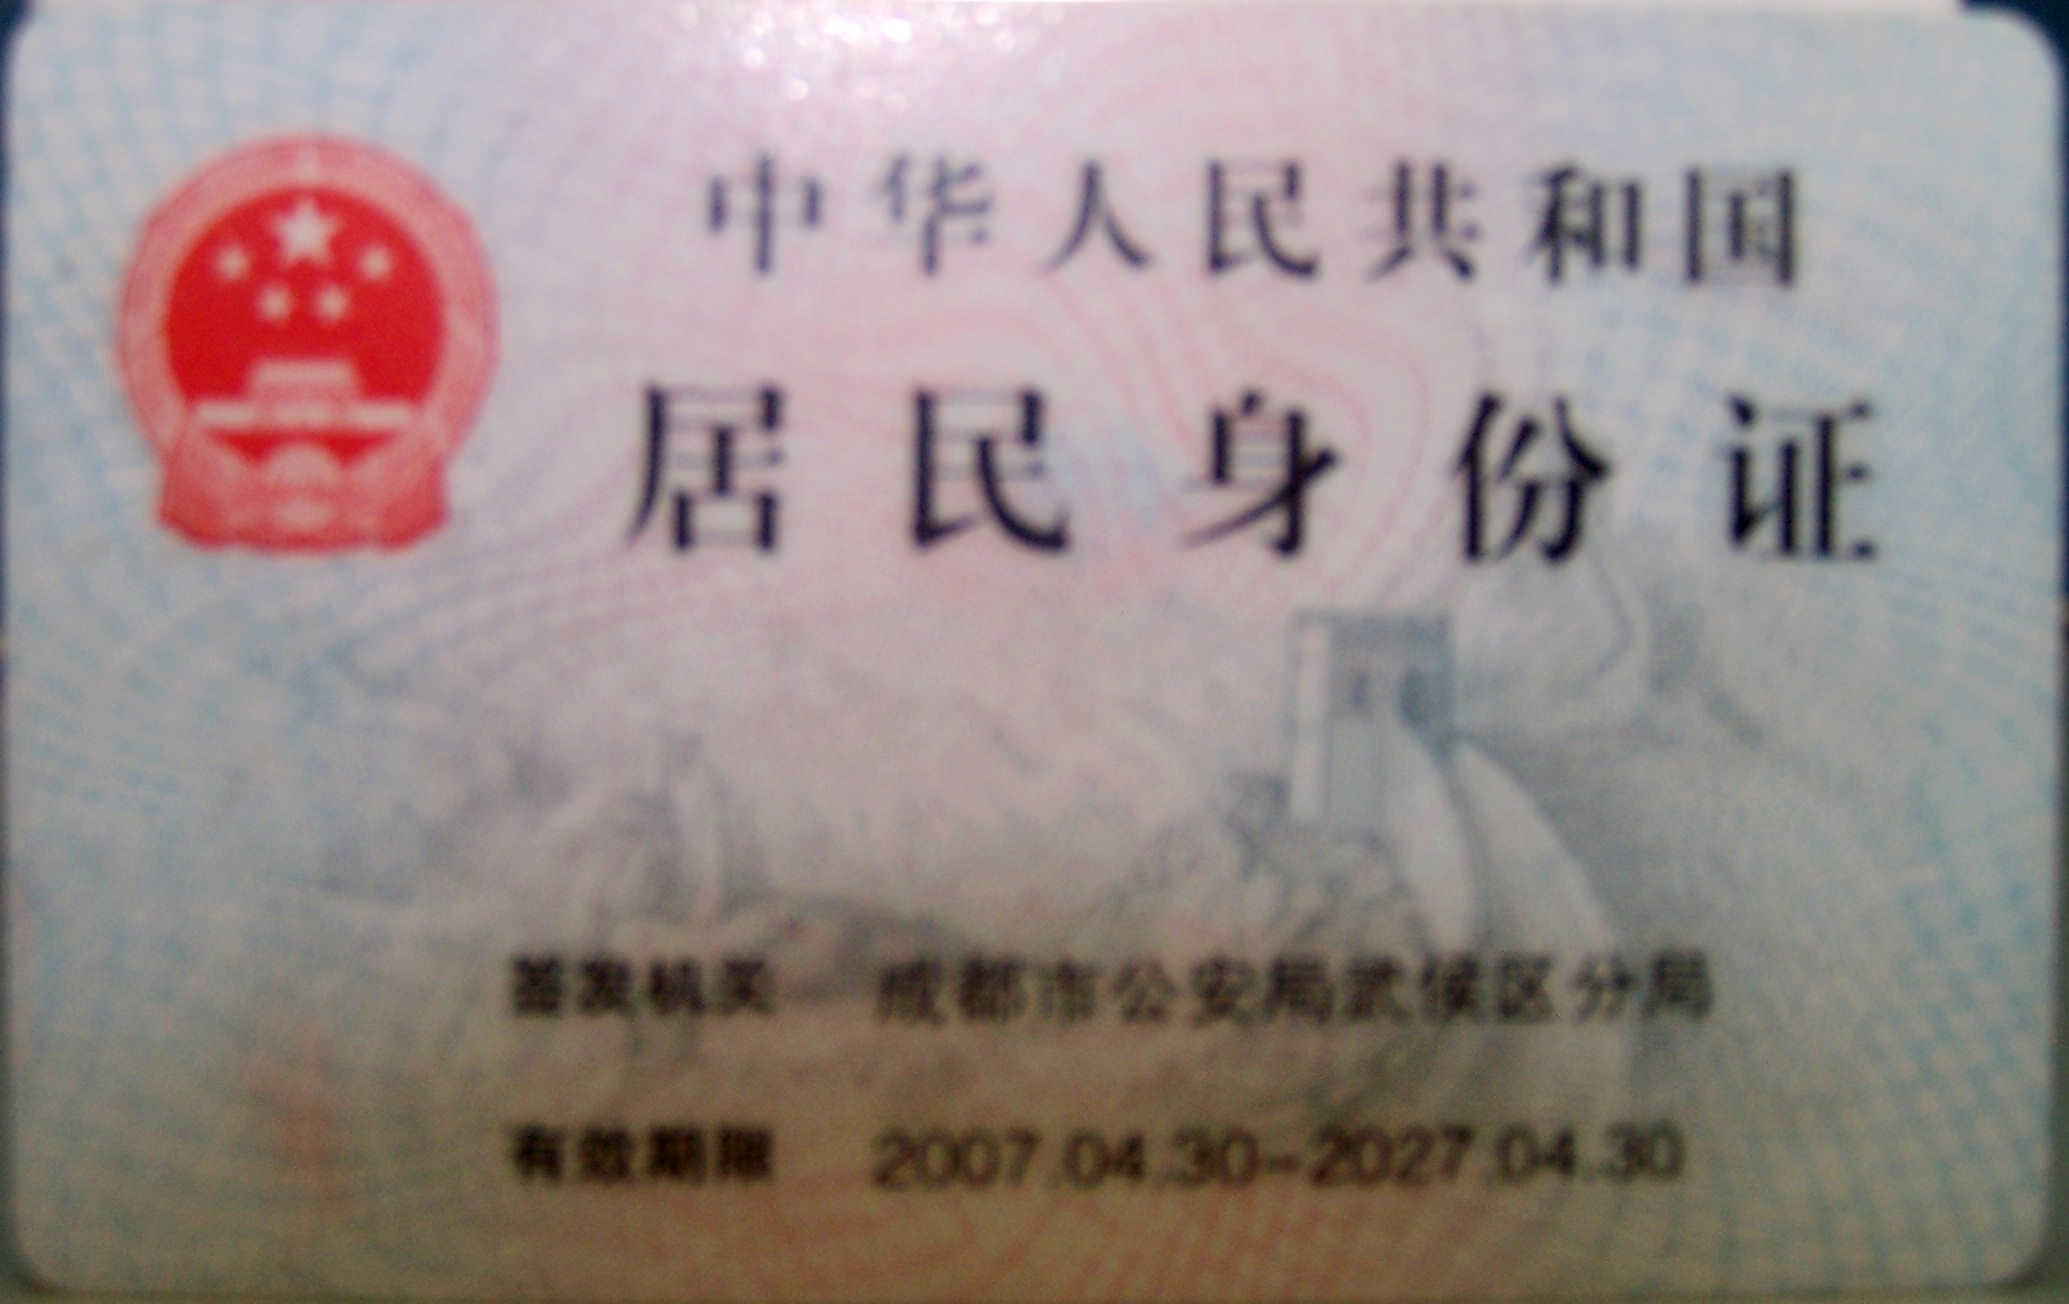 中华人民共和国
居民身份证
签发机关 成都市公安局武侯区分局
有效期限 2007.04.30-2027.04.30